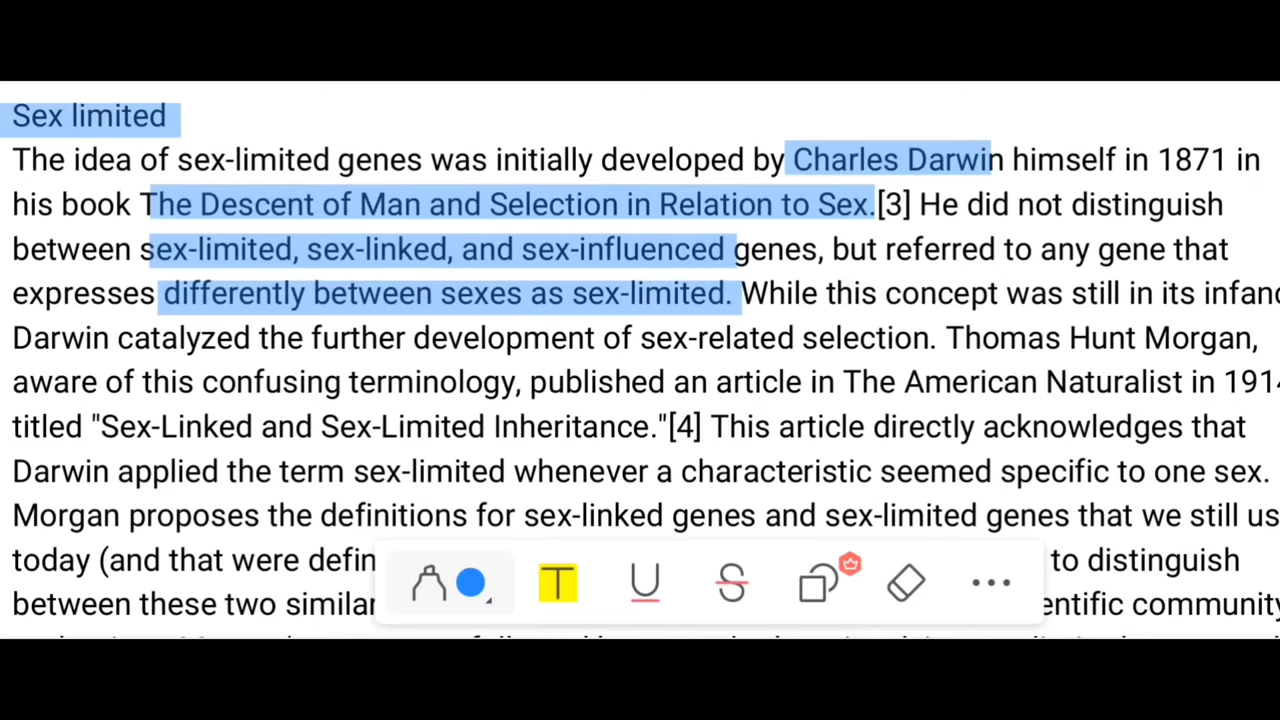 Sex limited
The idea of sex-limited genes was initially developed by Charles Darwin himself in 1871 in
his book The Descent of Man and Selection in Relation to Sex.[3] He did not distinguish
between sex-limited, sex-linked, and sex-influenced genes, but referred to any gene that
expresses differently between sexes as sex-limited. While this concept was still in its infanc
Darwin catalyzed the further development of sex-related selection. Thomas Hunt Morgan,
aware of this confusing terminology, published an article in The American Naturalist in 1914
titled "Sex-Linked and Sex-Limited Inheritance."[4] This article directly acknowledges that
Darwin applied the term sex-limited whenever a characteristic seemed specific to one sex.
Morgan proposes the definitions for sex-linked genes and sex-limited genes that we still us
today (and that were defin to distinguish
between these two similar entific community
T U S